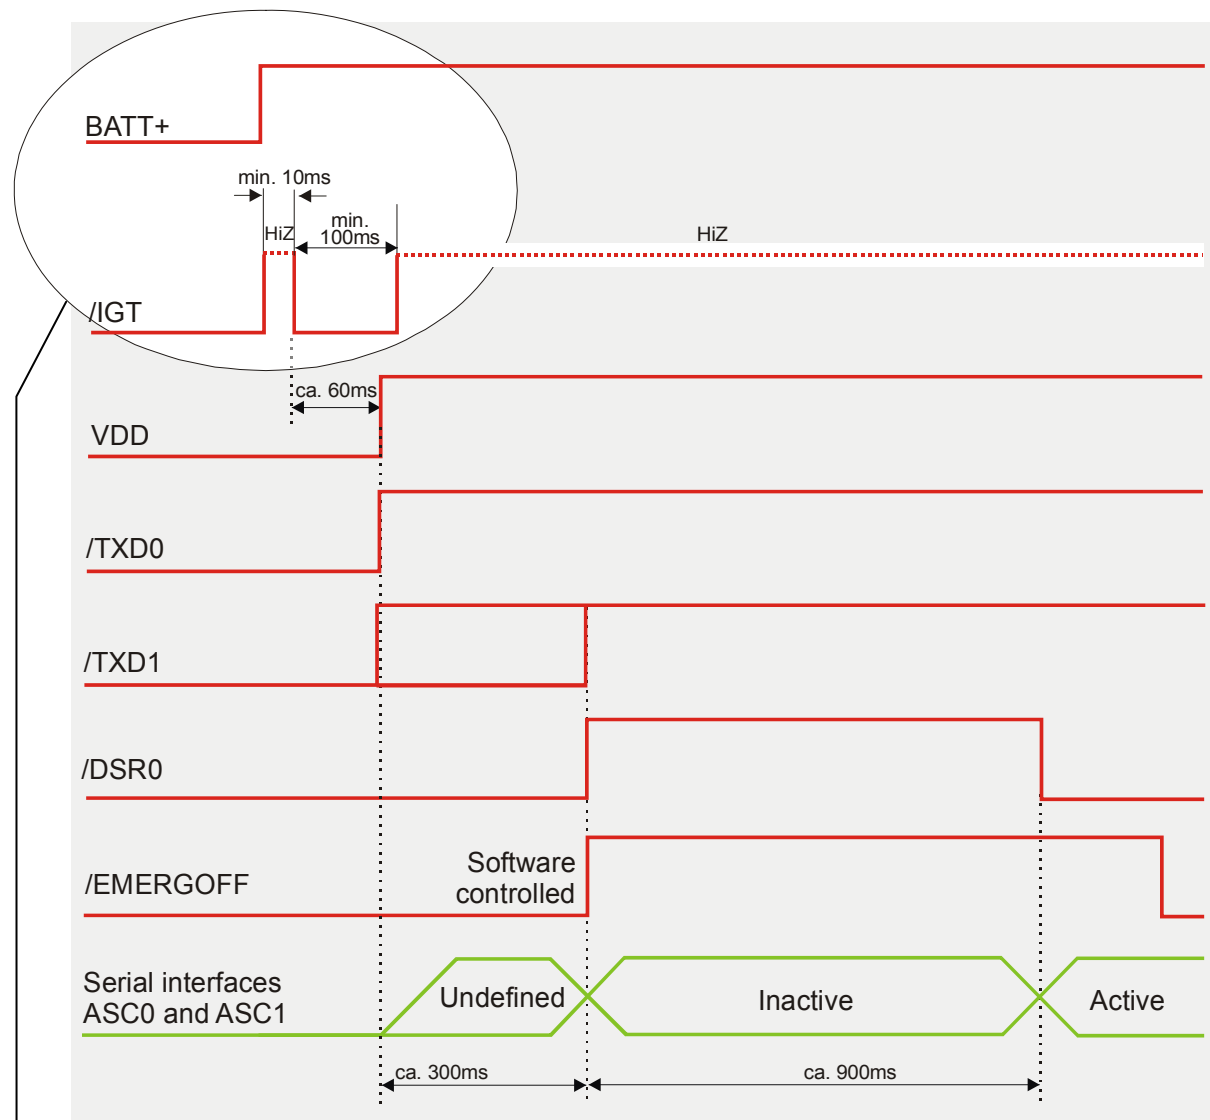 BATT+
min. 10ms
HiZ
min.
100ms
HiZ
/IGT
ca. 60ms
VDD
/TXD0
/TXD1
/DSR0
/EMERGOFF
Software
controlled
Serial interfaces
ASC0 and ASC1
Undefined
Inactive
Active
ca. 300ms
ca. 900ms